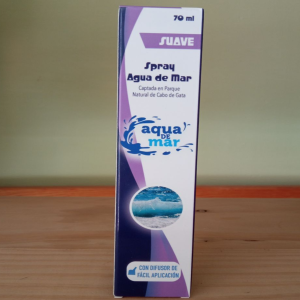 70 ml
SUAVE
Spray
Agua de Mar
Captada en Parque
Natural de Cabo de Gata
aqua
DE
mar
CON DIFUSOR DE
FÁCIL APLICACIÓN